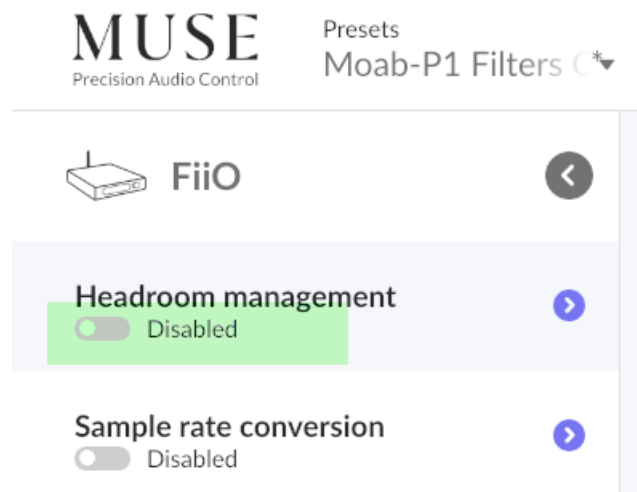 MUSE
Precision Audio Control
Presets
Moab-P1 Filters
FiiO
Headroom management
Disabled
Sample rate conversion
Disabled